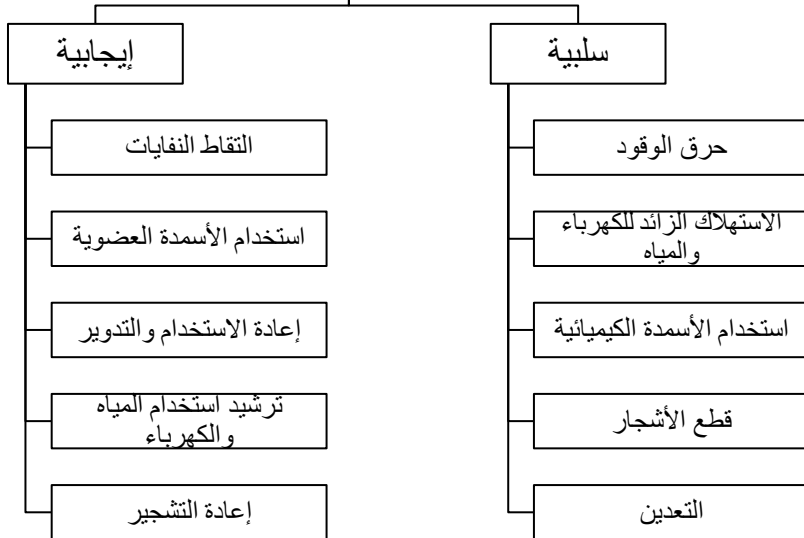 سلبية
حرق الوقود
الاستهلاك الزائد للكهرباء
والمياه
استخدام الأسمدة الكيميائية
قطع الأشجار
التعدين
إيجابية
التقاط النفايات
استخدام الأسمدة العضوية
إعادة الاستخدام والتدوير
ترشيد استخدام المياه
والكهرباء
إعادة التشجير